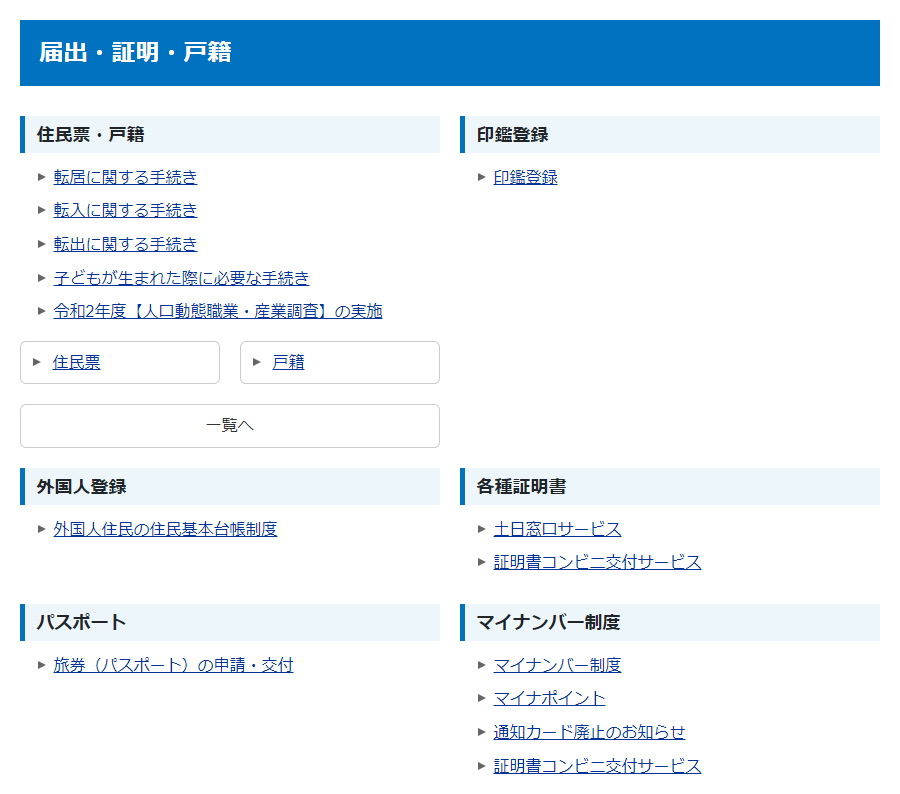 届出・証明・戸籍
住民票・戸籍
転居に関する手続き
転入に関する手続き
転出に関する手続き
子どもが生まれた際に必要な手続き
令和2年度【人口動態職業・産業調査】の実施
住民票
戸籍
一覧へ
印鑑登録
印鑑登録
外国人登録
外国人住民の住民基本台帳制度
各種証明書
土日窓口サービス
証明書コンビニ交付サービス
パスポート
旅券（パスポート）の申請・交付
マイナンバー制度
マイナンバー制度
マイナポイント
通知カード廃止のお知らせ
証明書コンビニ交付サービス